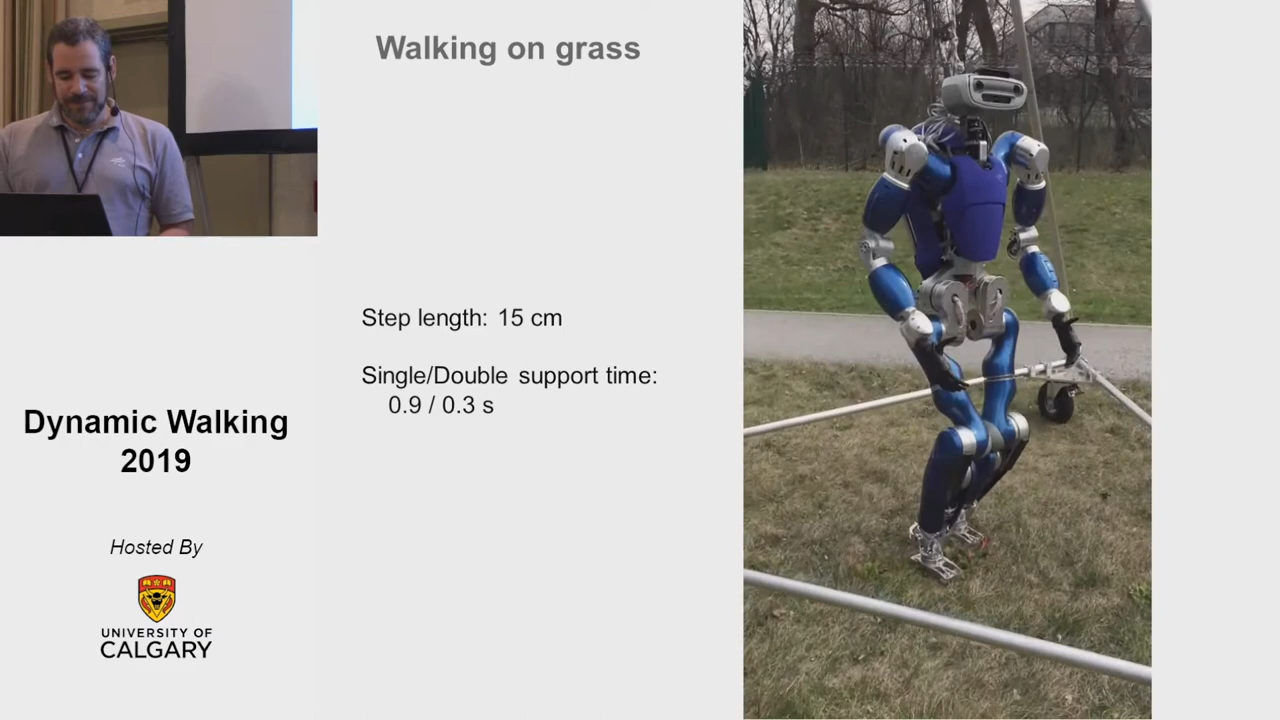 Walking on grass
Step length: 15 cm
Single/Double support time:
0.9 / 0.3 s
Dynamic Walking
2019
Hosted By
UNIVERSITY OF
CALGARY